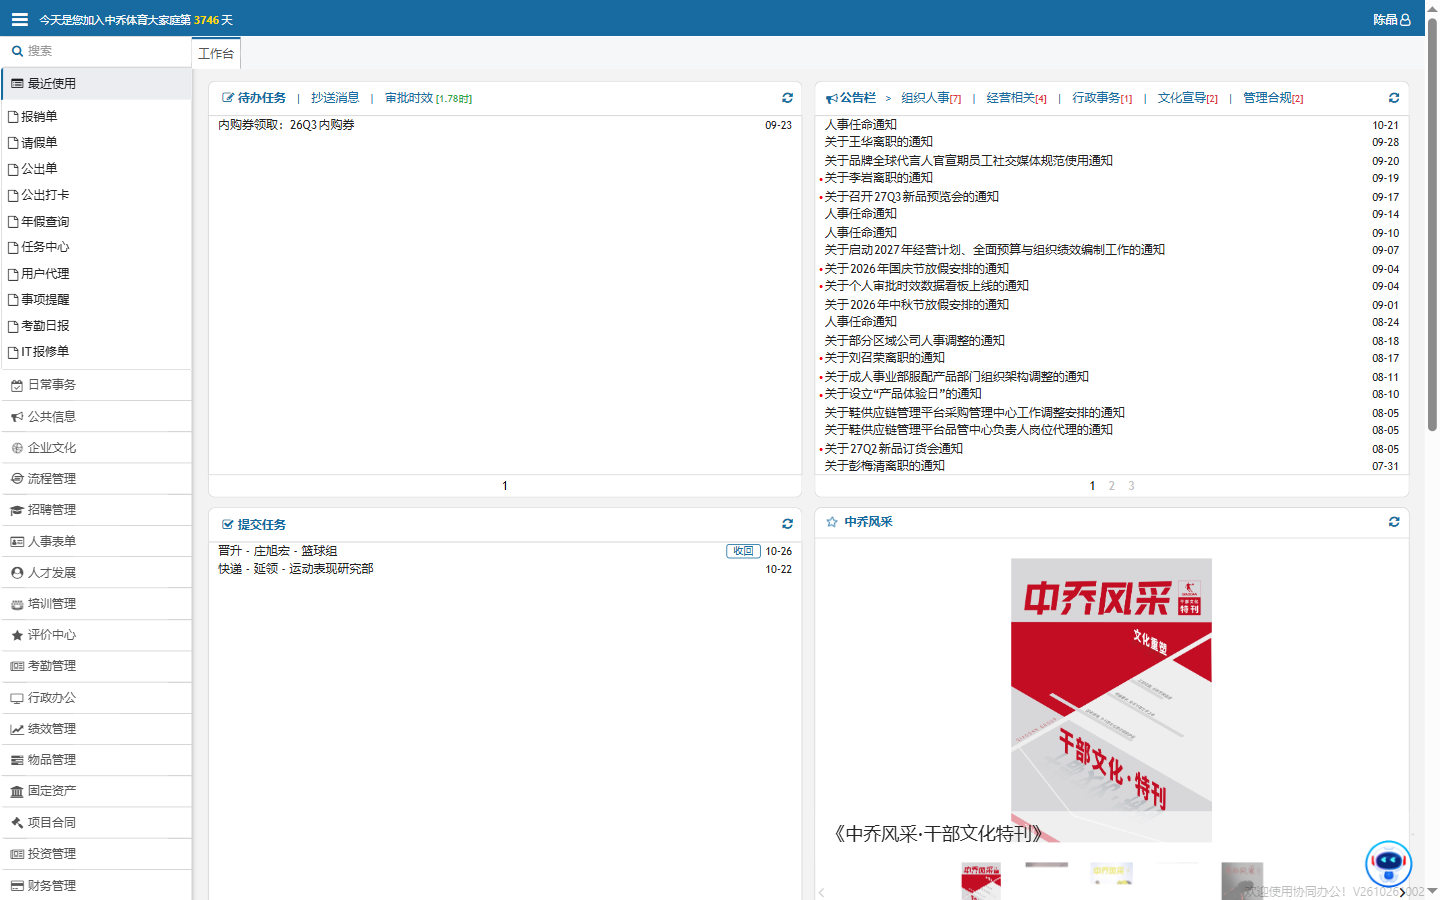 今天是您加入中乔体育大家庭第 3746 天
陈晶
搜索
工作台
最近使用
报销单
请假单
公出单
公出打卡
年假查询
任务中心
用户代理
事项提醒
考勤日报
IT报修单
日常事务
公共信息
企业文化
流程管理
招聘管理
人事表单
人才发展
培训管理
评价中心
考勤管理
行政办公
绩效管理
物品管理
固定资产
项目合同
投资管理
财务管理
待办任务 | 抄送消息 | 审批时效 [1.78时]
内购券领取：26Q3内购券 09-23
1
公告栏 > 组织人事[7] | 经营相关[4] | 行政事务[1] | 文化宣导[2] | 管理合规[2]
人事任命通知 10-21
关于王华离职的通知 09-28
关于品牌全球代言人官宣期员工社交媒体规范使用通知 09-20
关于李岩离职的通知 09-19
关于召开27Q3新品预览会的通知 09-17
人事任命通知 09-14
人事任命通知 09-10
关于启动2027年经营计划、全面预算与组织绩效编制工作的通知 09-07
关于2026年国庆节放假安排的通知 09-04
关于个人审批时效数据看板上线的通知 09-04
关于2026年中秋节放假安排的通知 09-01
人事任命通知 08-24
关于部分区域公司人事调整的通知 08-18
关于刘召荣离职的通知 08-17
关于成人事业部服配产品部门组织架构调整的通知 08-11
关于设立“产品体验日”的通知 08-10
关于鞋供应链管理平台采购管理中心工作调整安排的通知 08-05
关于鞋供应链管理平台品管中心负责人岗位代理的通知 08-05
关于27Q2新品订货会通知 08-05
关于彭梅清离职的通知 07-31
1 2 3
提交任务
晋升 - 庄旭宏 - 篮球组 收回 10-26
快递 - 延领 - 运动表现研究部 10-22
中乔风采
中乔风采
干部文化
特刊
文化重塑
干部文化·特刊
《中乔风采·干部文化特刊》
中乔风采
欢迎使用协同办公！V2610261002